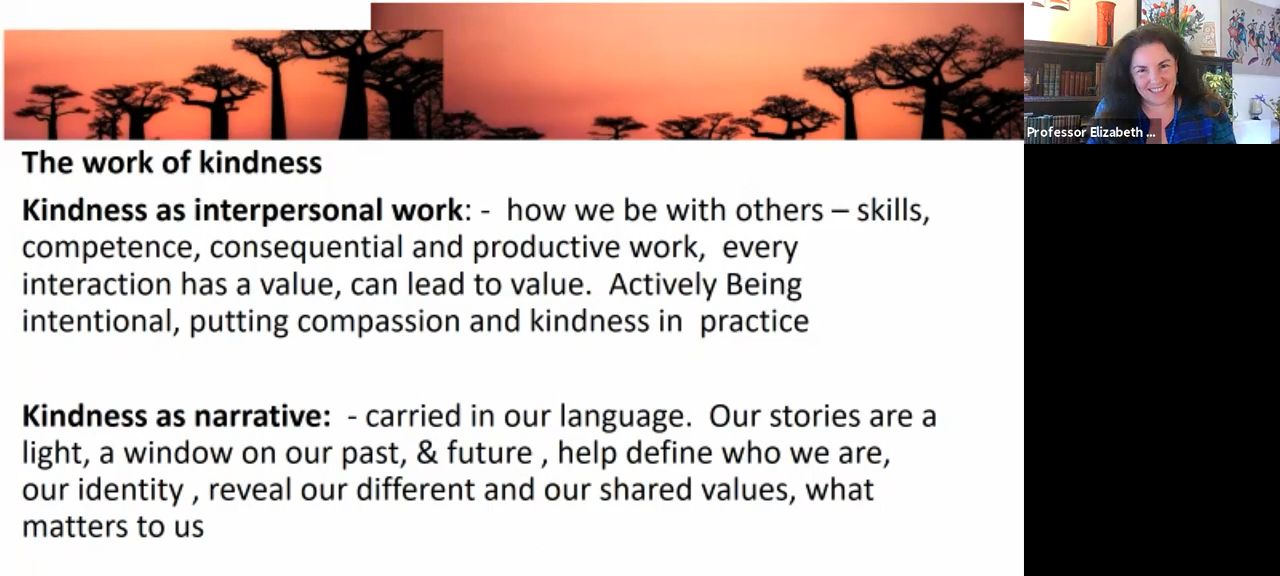 The work of kindness
Kindness as interpersonal work: -  how we be with others – skills,
competence, consequential and productive work,  every
interaction has a value, can lead to value.  Actively Being
intentional, putting compassion and kindness in  practice
Kindness as narrative:  - carried in our language.  Our stories are a
light, a window on our past, & future , help define who we are,
our identity , reveal our different and our shared values, what
matters to us
Professor Elizabeth ...